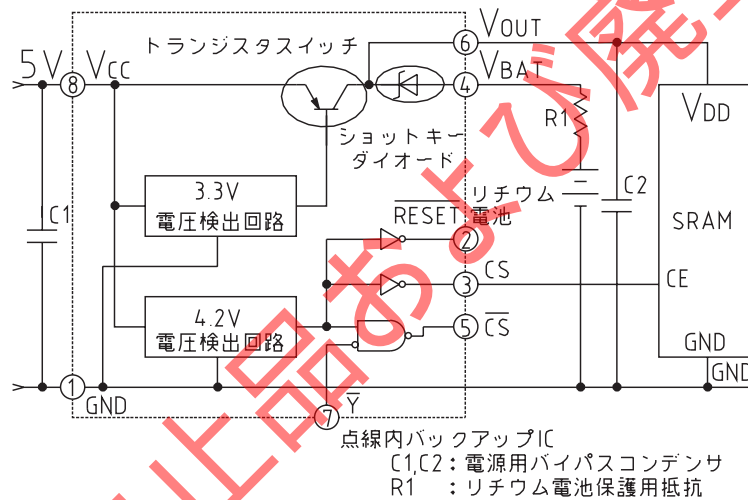 トランジスタスイッチ
VOUT
6
5V
VCC
8
VBAT
4
R1
VDD
ショットキー
ダイオード
3.3V
電圧検出回路
C1
リチウム
電池
C2
RESET
2
SRAM
CS
3
CE
4.2V
電圧検出回路
5
CS
GND
GND
1
GND
7
Y
点線内バックアップIC
C1,C2：電源用バイパスコンデンサ
R1　：リチウム電池保護用抵抗
止品および廃